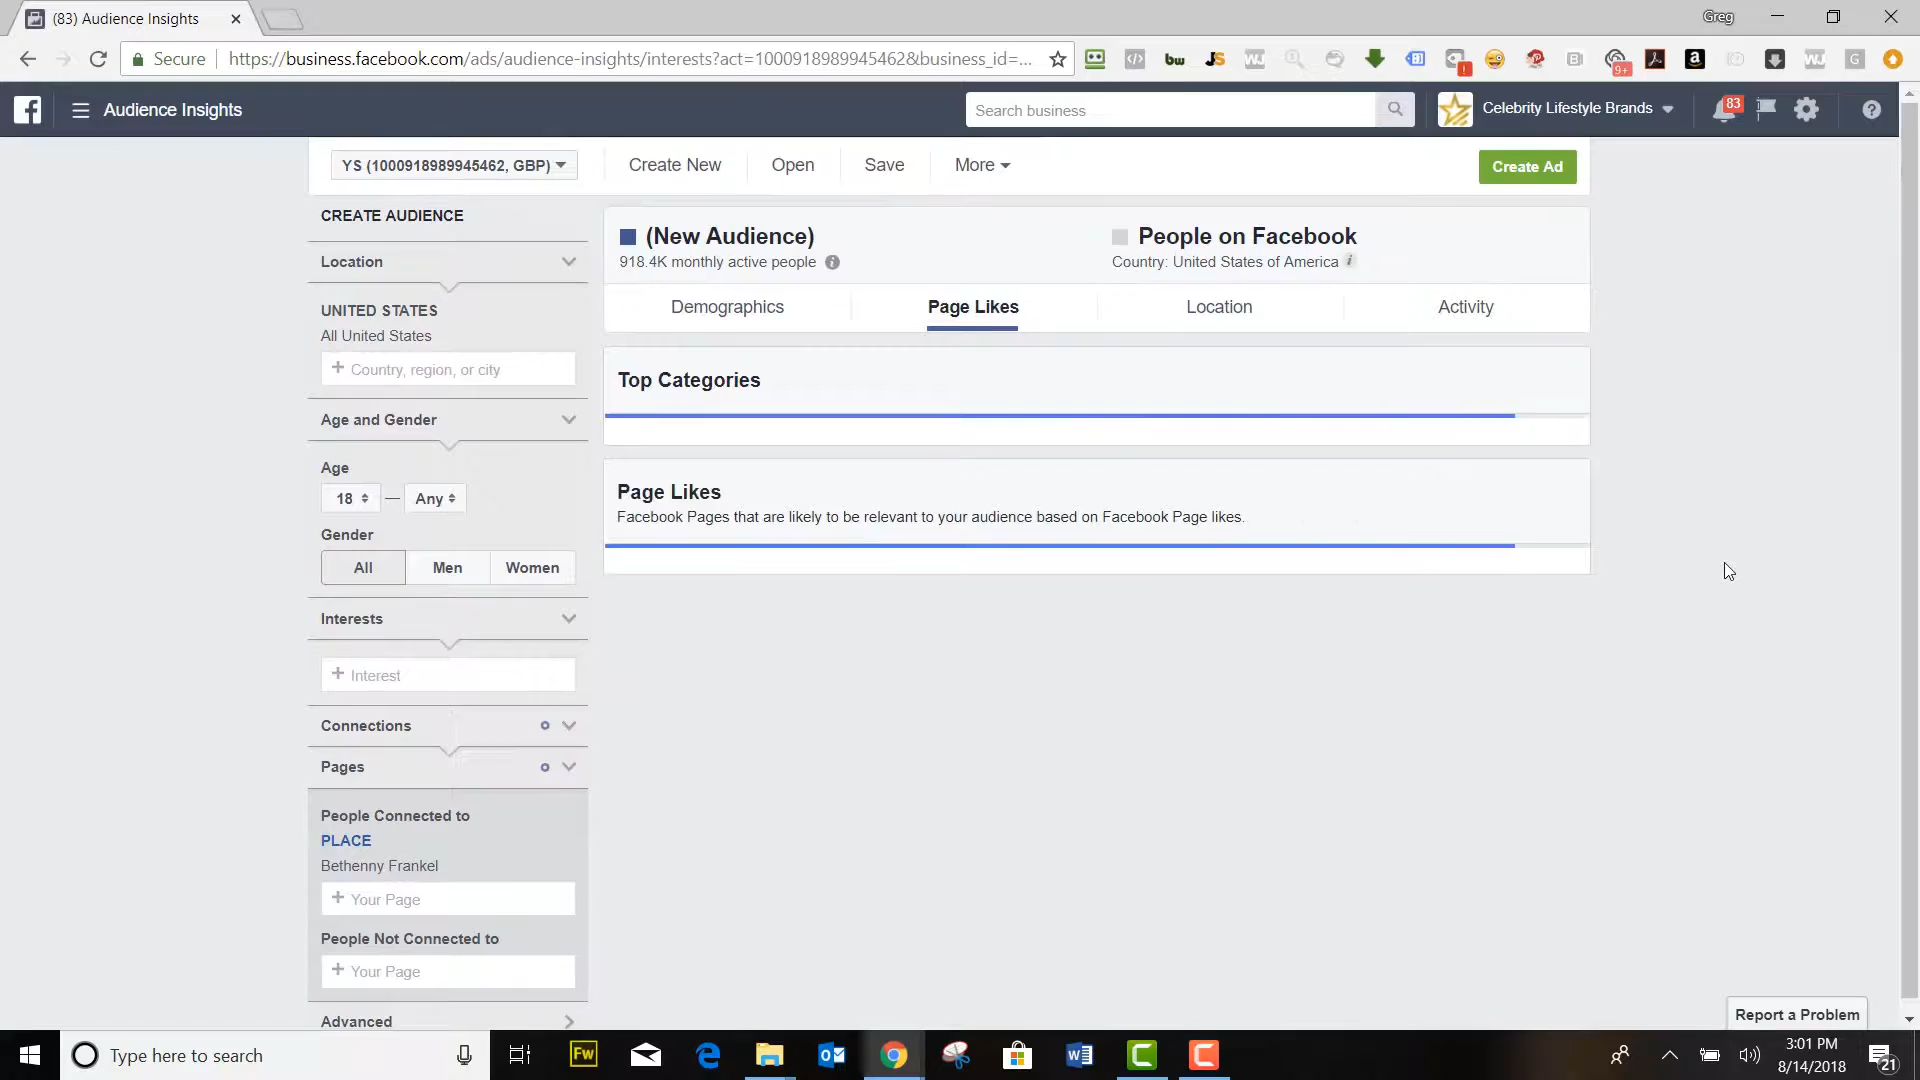 (83) Audience Insights
Greg
Secure https://business.facebook.com/ads/audience-insights/interests?act=1000918989945462&business_id=...
Audience Insights
Search business
Celebrity Lifestyle Brands
83
YS (1000918989945462, GBP)
Create New
Open
Save
More
Create Ad
CREATE AUDIENCE
Location
UNITED STATES
All United States
+ Country, region, or city
Age and Gender
Age
18 — Any
Gender
All
Men
Women
Interests
+ Interest
Connections
Pages
People Connected to
PLACE
Bethenny Frankel
+ Your Page
People Not Connected to
+ Your Page
Advanced
(New Audience)
918.4K monthly active people
People on Facebook
Country: United States of America
Demographics
Page Likes
Location
Activity
Top Categories
Page Likes
Facebook Pages that are likely to be relevant to your audience based on Facebook Page likes.
Report a Problem
Type here to search
Fw
3:01 PM
8/14/2018
21